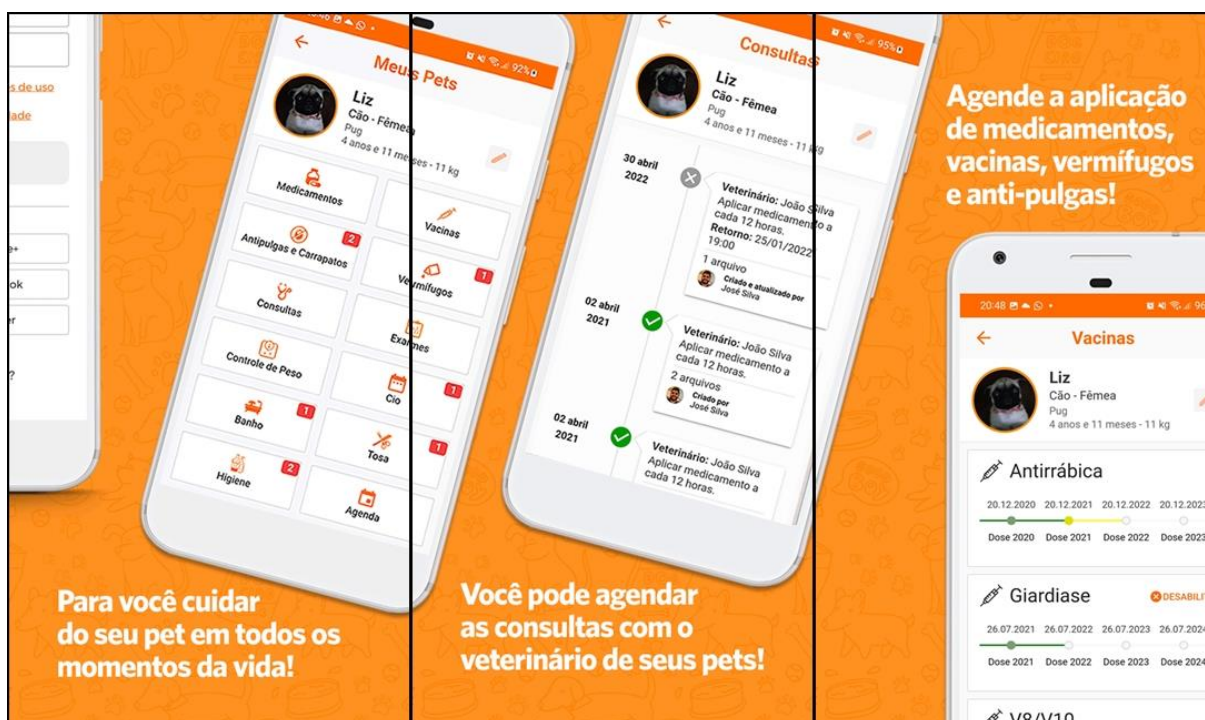 s de uso
ade
e+
ok
er
?
Meus Pets
92%
Liz
Cão - Fêmea
Pug
4 anos e 11 meses - 11 kg
Medicamentos
Vacinas
Antipulgas e Carrapatos
2
Vermífugos
1
Consultas
Exames
Controle de Peso
Cio
1
Banho
1
Tosa
1
Higiene
2
Agenda
Para você cuidar
do seu pet em todos os
momentos da vida!
95%
Consultas
Liz
Cão - Fêmea
Pug
4 anos e 11 meses - 11 kg
30 abril
2022
Veterinário: João Silva
Aplicar medicamento a
cada 12 horas.
Retorno: 25/01/2022
19:00
1 arquivo
Criado e atualizado por
José Silva
02 abril
2021
Veterinário: João Silva
Aplicar medicamento a
cada 12 horas.
2 arquivos
Criado por
José Silva
02 abril
2021
Veterinário: João Silva
Aplicar medicamento a
cada 12 horas.
Você pode agendar
as consultas com o
veterinário de seus pets!
Agende a aplicação
de medicamentos,
vacinas, vermífugos
e anti-pulgas!
20:48 96
Vacinas
Liz
Cão - Fêmea
Pug
4 anos e 11 meses - 11 kg
Antirrábica
20.12.2020 20.12.2021 20.12.2022 20.12.2023
Dose 2020 Dose 2021 Dose 2022 Dose 2023
Giardiase
DESABILI
26.07.2021 26.07.2022 26.07.2023 26.07.2024
Dose 2021 Dose 2022 Dose 2023 Dose 2024
V8/V10